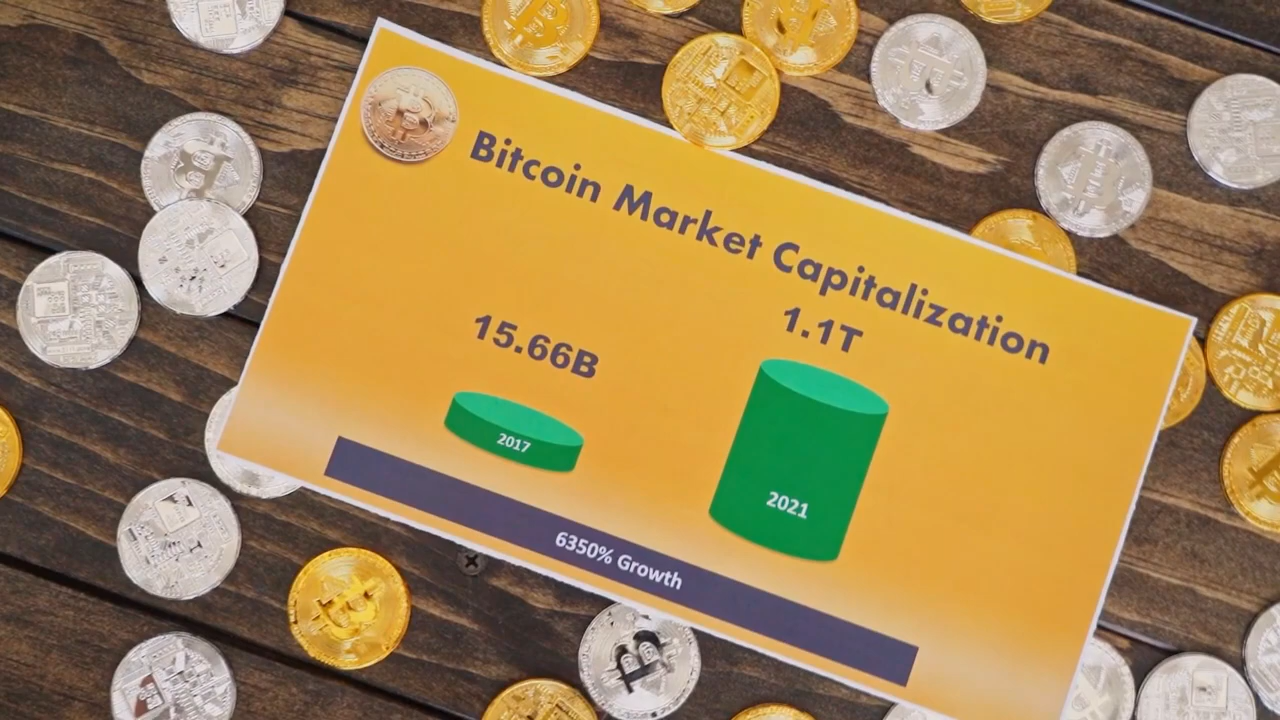 Bitcoin Market Capitalization
15.66B
1.1T
2017
2021
6350% Growth